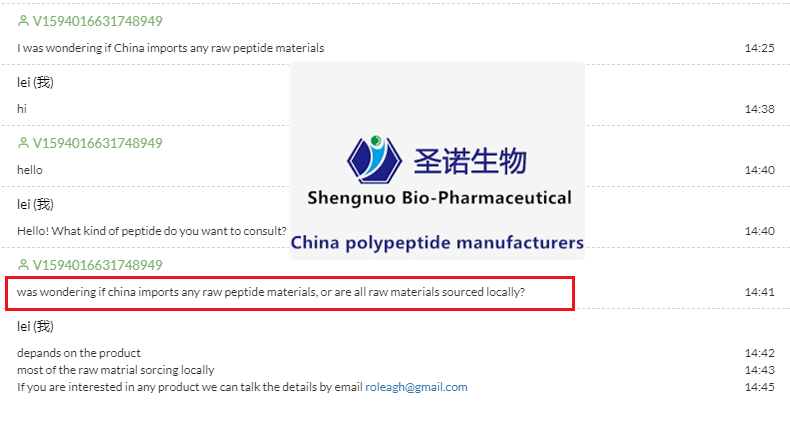 V1594016631748949
I was wondering if China imports any raw peptide materials 14:25
lei (我)
hi 14:38
V1594016631748949
hello 14:40
lei (我)
Hello! What kind of peptide do you want to consult? 14:40
圣诺生物
Shengnuo Bio-Pharmaceutical
China polypeptide manufacturers
V1594016631748949
was wondering if china imports any raw peptide materials, or are all raw materials sourced locally? 14:41
lei (我)
depands on the product 14:42
most of the raw matrial sorcing locally 14:43
If you are interested in any product we can talk the details by email roleagh@gmail.com 14:45